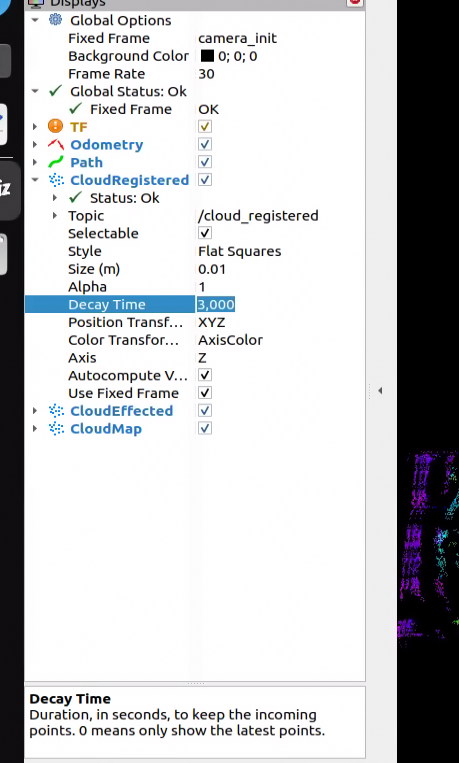 Displays
Global Options
Fixed Frame camera_init
Background Color 0; 0; 0
Frame Rate 30
Global Status: Ok
Fixed Frame OK
TF
Odometry
Path
CloudRegistered
Status: Ok
Topic /cloud_registered
Selectable
Style Flat Squares
Size (m) 0.01
Alpha 1
Decay Time 3,000
Position Transf... XYZ
Color Transfor... AxisColor
Axis Z
Autocompute V...
Use Fixed Frame
CloudEffected
CloudMap
Decay Time
Duration, in seconds, to keep the incoming
points. 0 means only show the latest points.